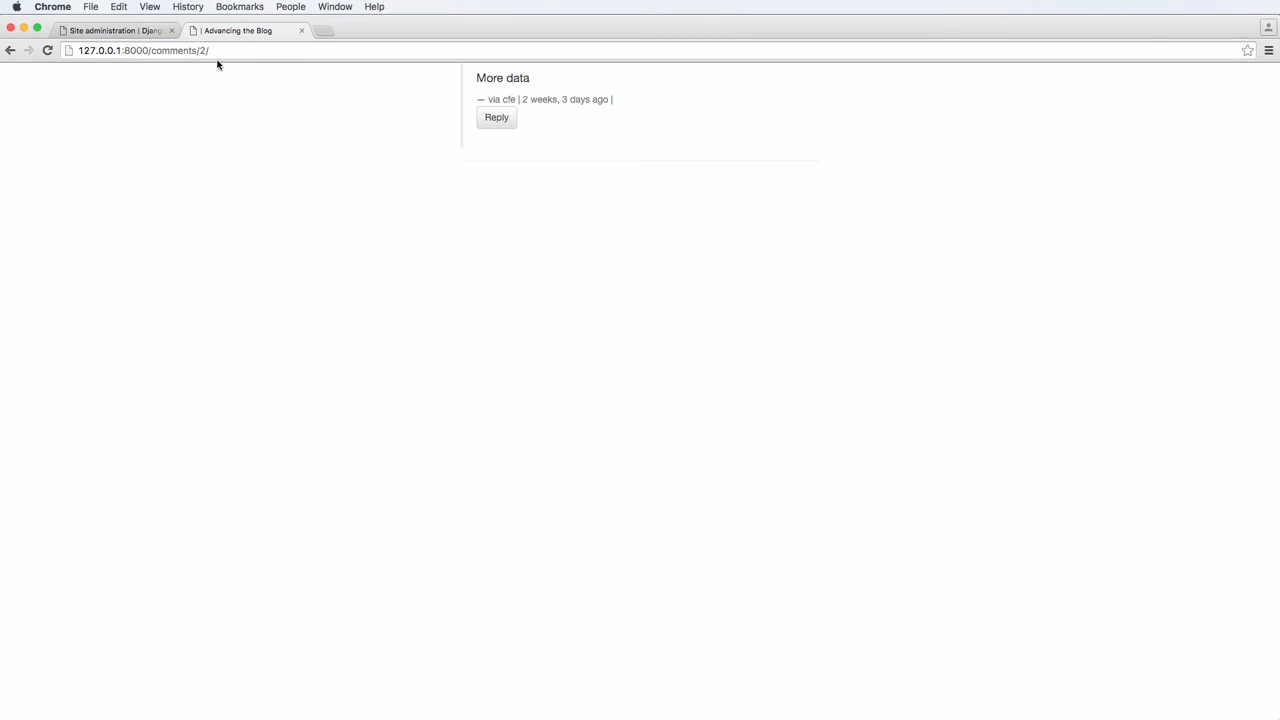 Chrome File Edit View History Bookmarks People Window Help
Site administration | Djang
| Advancing the Blog
127.0.0.1:8000/comments/2/
More data
— via cfe | 2 weeks, 3 days ago |
Reply